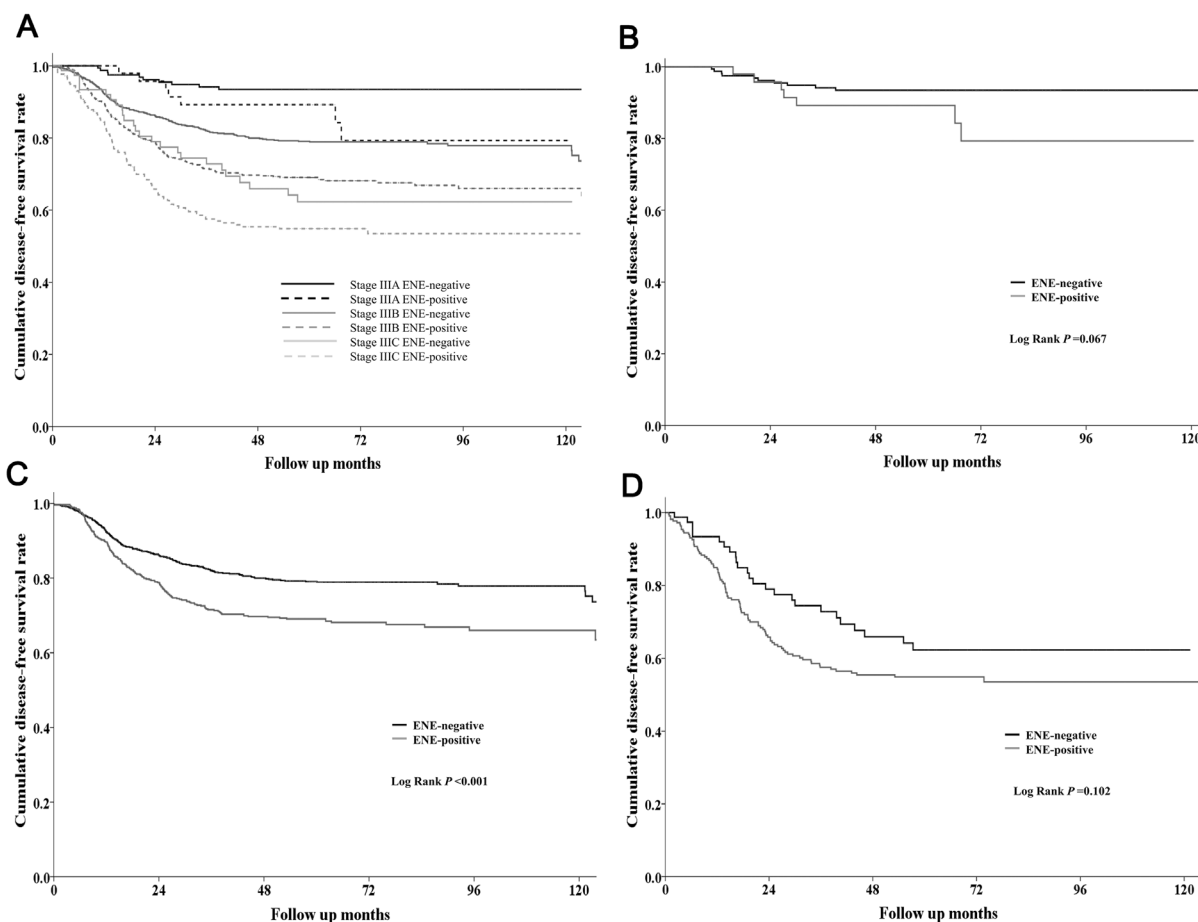 A
Cumulative disease-free survival rate
1.0
0.8
0.6
0.4
0.2
0.0
Stage IIIA ENE-negative
Stage IIIA ENE-positive
Stage IIIB ENE-negative
Stage IIIB ENE-positive
Stage IIIC ENE-negative
Stage IIIC ENE-positive
0 24 48 72 96 120
Follow up months
B
Cumulative disease-free survival rate
1.0
0.8
0.6
0.4
0.2
0.0
ENE-negative
ENE-positive
Log Rank P =0.067
0 24 48 72 96 120
Follow up months
C
Cumulative disease-free survival rate
1.0
0.8
0.6
0.4
0.2
0.0
ENE-negative
ENE-positive
Log Rank P <0.001
0 24 48 72 96 120
Follow up months
D
Cumulative disease-free survival rate
1.0
0.8
0.6
0.4
0.2
0.0
ENE-negative
ENE-positive
Log Rank P =0.102
0 24 48 72 96 120
Follow up months